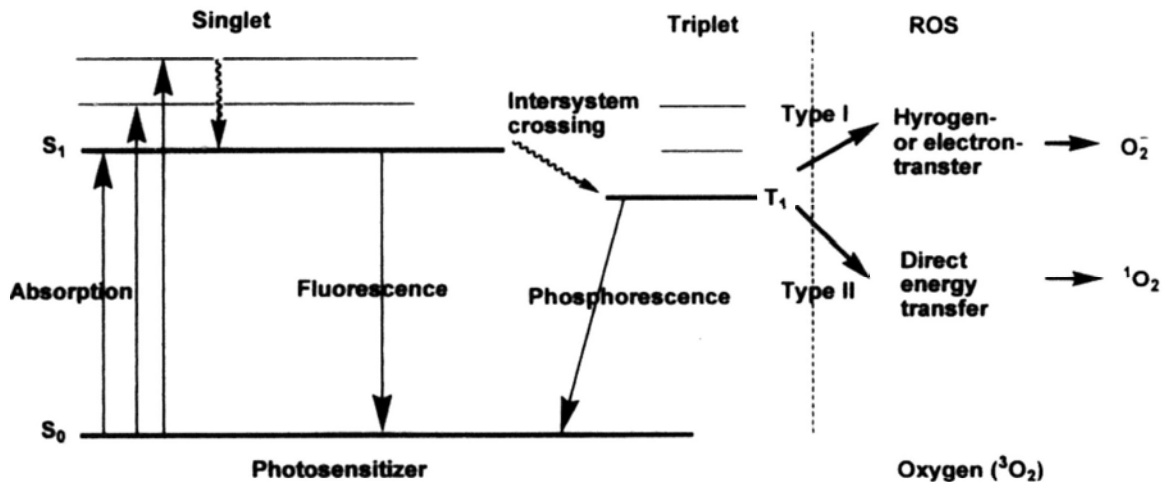 Singlet
Triplet
ROS
Intersystem
crossing
Type I
Hyrogen-
or electron-
transter
O₂⁻
S₁
T₁
Absorption
Fluorescence
Phosphorescence
Type II
Direct
energy
transfer
¹O₂
S₀
Photosensitizer
Oxygen (³O₂)